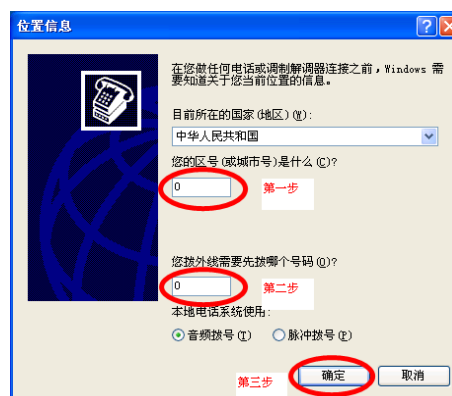 位置信息
在您做任何电话或调制解调器连接之前，Windows 需
要知道关于您当前位置的信息。
目前所在的国家(地区)(W):
中华人民共和国
您的区号(或城市号)是什么(C)?
0
第一步
您拨外线需要先拨哪个号码(O)?
0
第二步
本地电话系统使用:
音频拨号(T) 脉冲拨号(P)
第三步 确定 取消